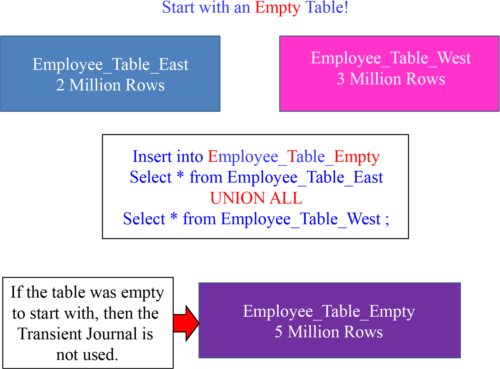 Start with an Empty Table!
Employee_Table_East
2 Million Rows
Employee_Table_West
3 Million Rows
Insert into Employee_Table_Empty
Select * from Employee_Table_East
UNION ALL
Select * from Employee_Table_West ;
If the table was empty
to start with, then the
Transient Journal is
not used.
Employee_Table_Empty
5 Million Rows